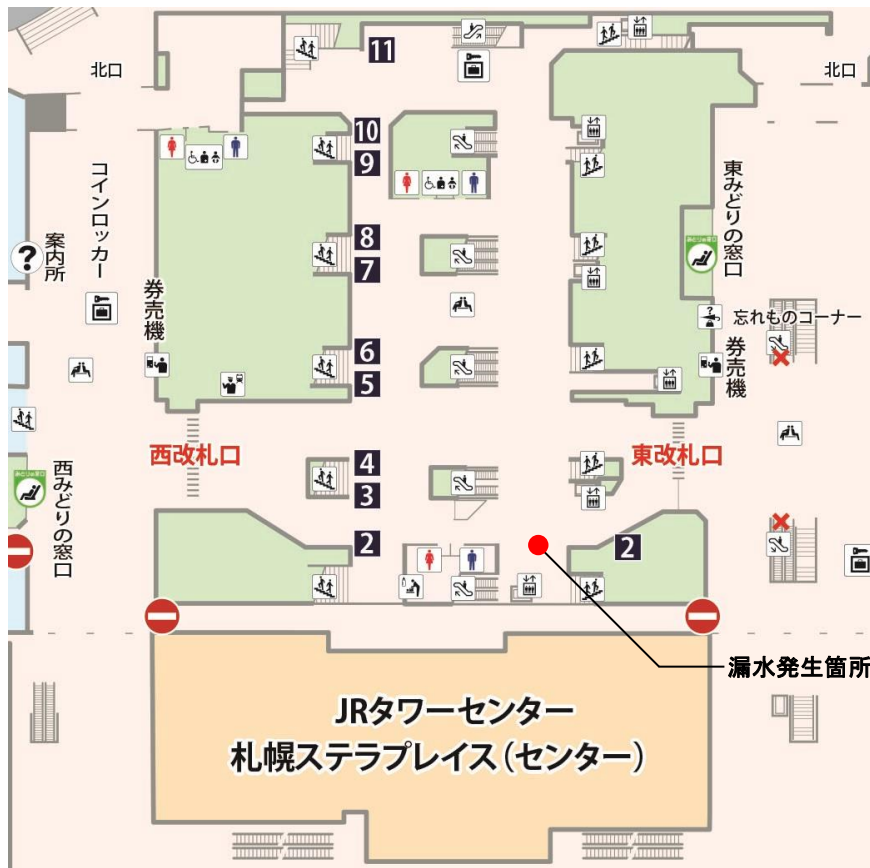 11
北口
北口
10
9
コインロッカー
案内所
?
東みどりの窓口
8
7
券売機
忘れものコーナー
券売機
6
5
西改札口
東改札口
4
3
西みどりの窓口
2
2
漏水発生箇所
JRタワーセンター
札幌ステラプレイス(センター)